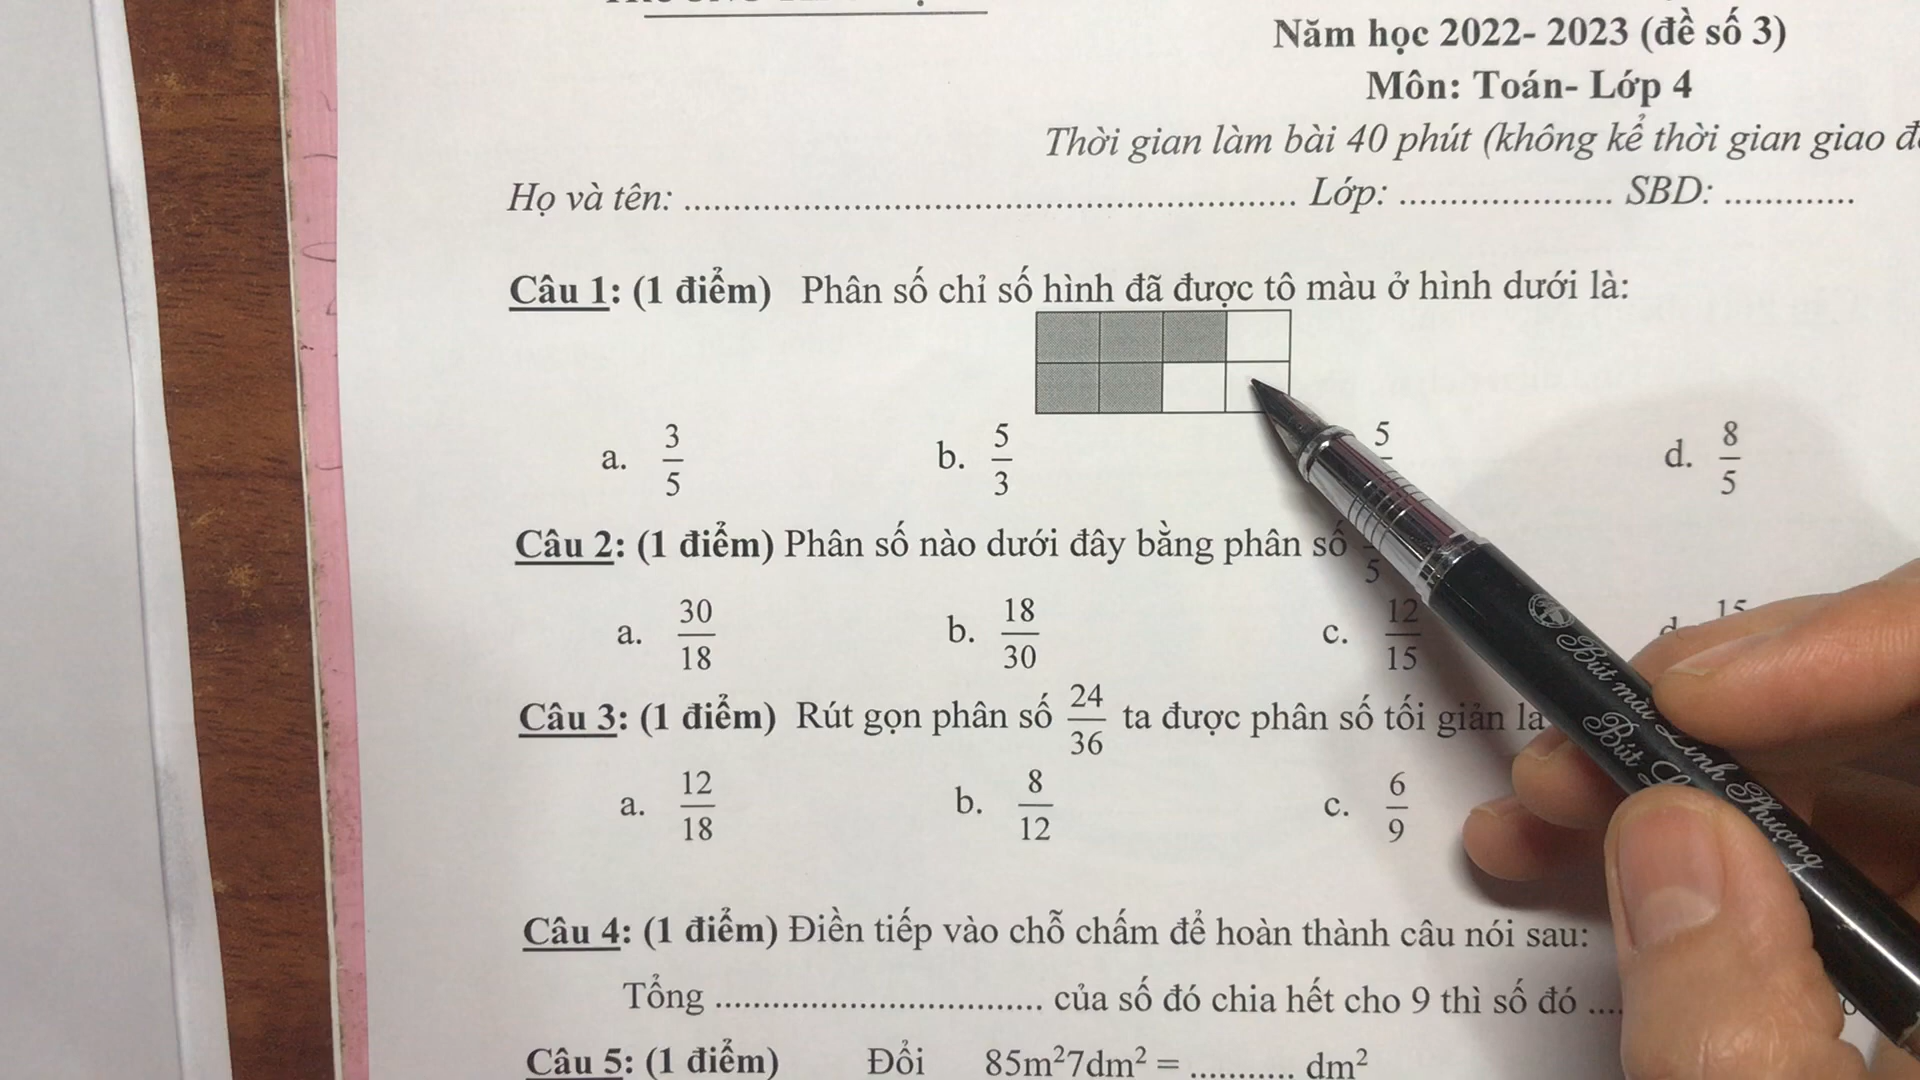 Năm học 2022- 2023 (đề số 3)
Môn: Toán- Lớp 4
Thời gian làm bài 40 phút (không kể thời gian giao
Họ và tên: .............................................................. Lớp: ..................... SBD: .............
Câu 1: (1 điểm) Phân số chỉ số hình đã được tô màu ở hình dưới là:
a. 3/5 b. 5/3 5 d. 8/5
Câu 2: (1 điểm) Phân số nào dưới đây bằng phân số /5
a. 30/18 b. 18/30 c. 12/15 15
Câu 3: (1 điểm) Rút gọn phân số 24/36 ta được phân số tối giản
a. 12/18 b. 8/12 c. 6/9
Câu 4: (1 điểm) Điền tiếp vào chỗ chấm để hoàn thành câu nói sau:
Tổng ................................. của số đó chia hết cho 9 thì số đó ....
Câu 5: (1 điểm) Đổi 85m²7dm² = ........... dm²
Bút mài Linh Phượng
Bút